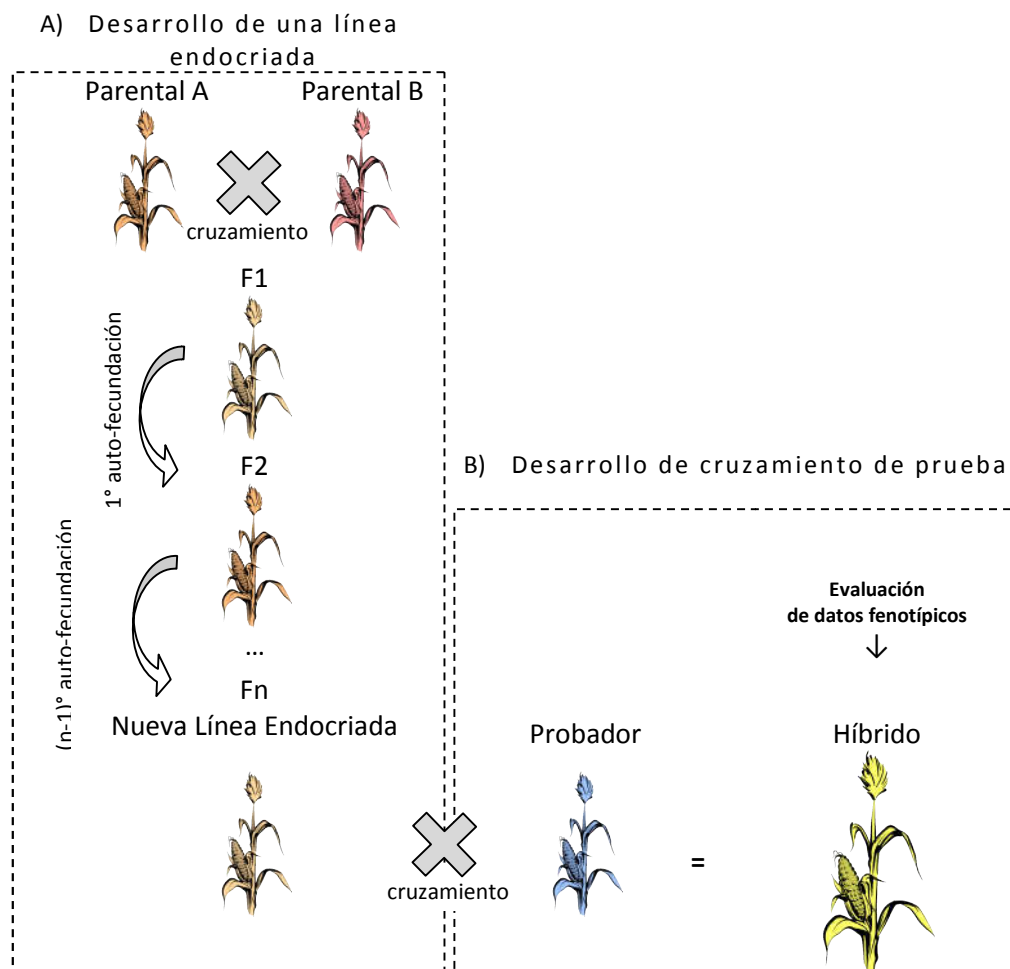 A) Desarrollo de una línea
endocriada
Parental A
Parental B
cruzamiento
F1
1° auto-fecundación
F2
(n-1)° auto-fecundación
...
Fn
Nueva Línea Endocriada
cruzamiento
B) Desarrollo de cruzamiento de prueba
Evaluación
de datos fenotípicos
Probador
Híbrido
=